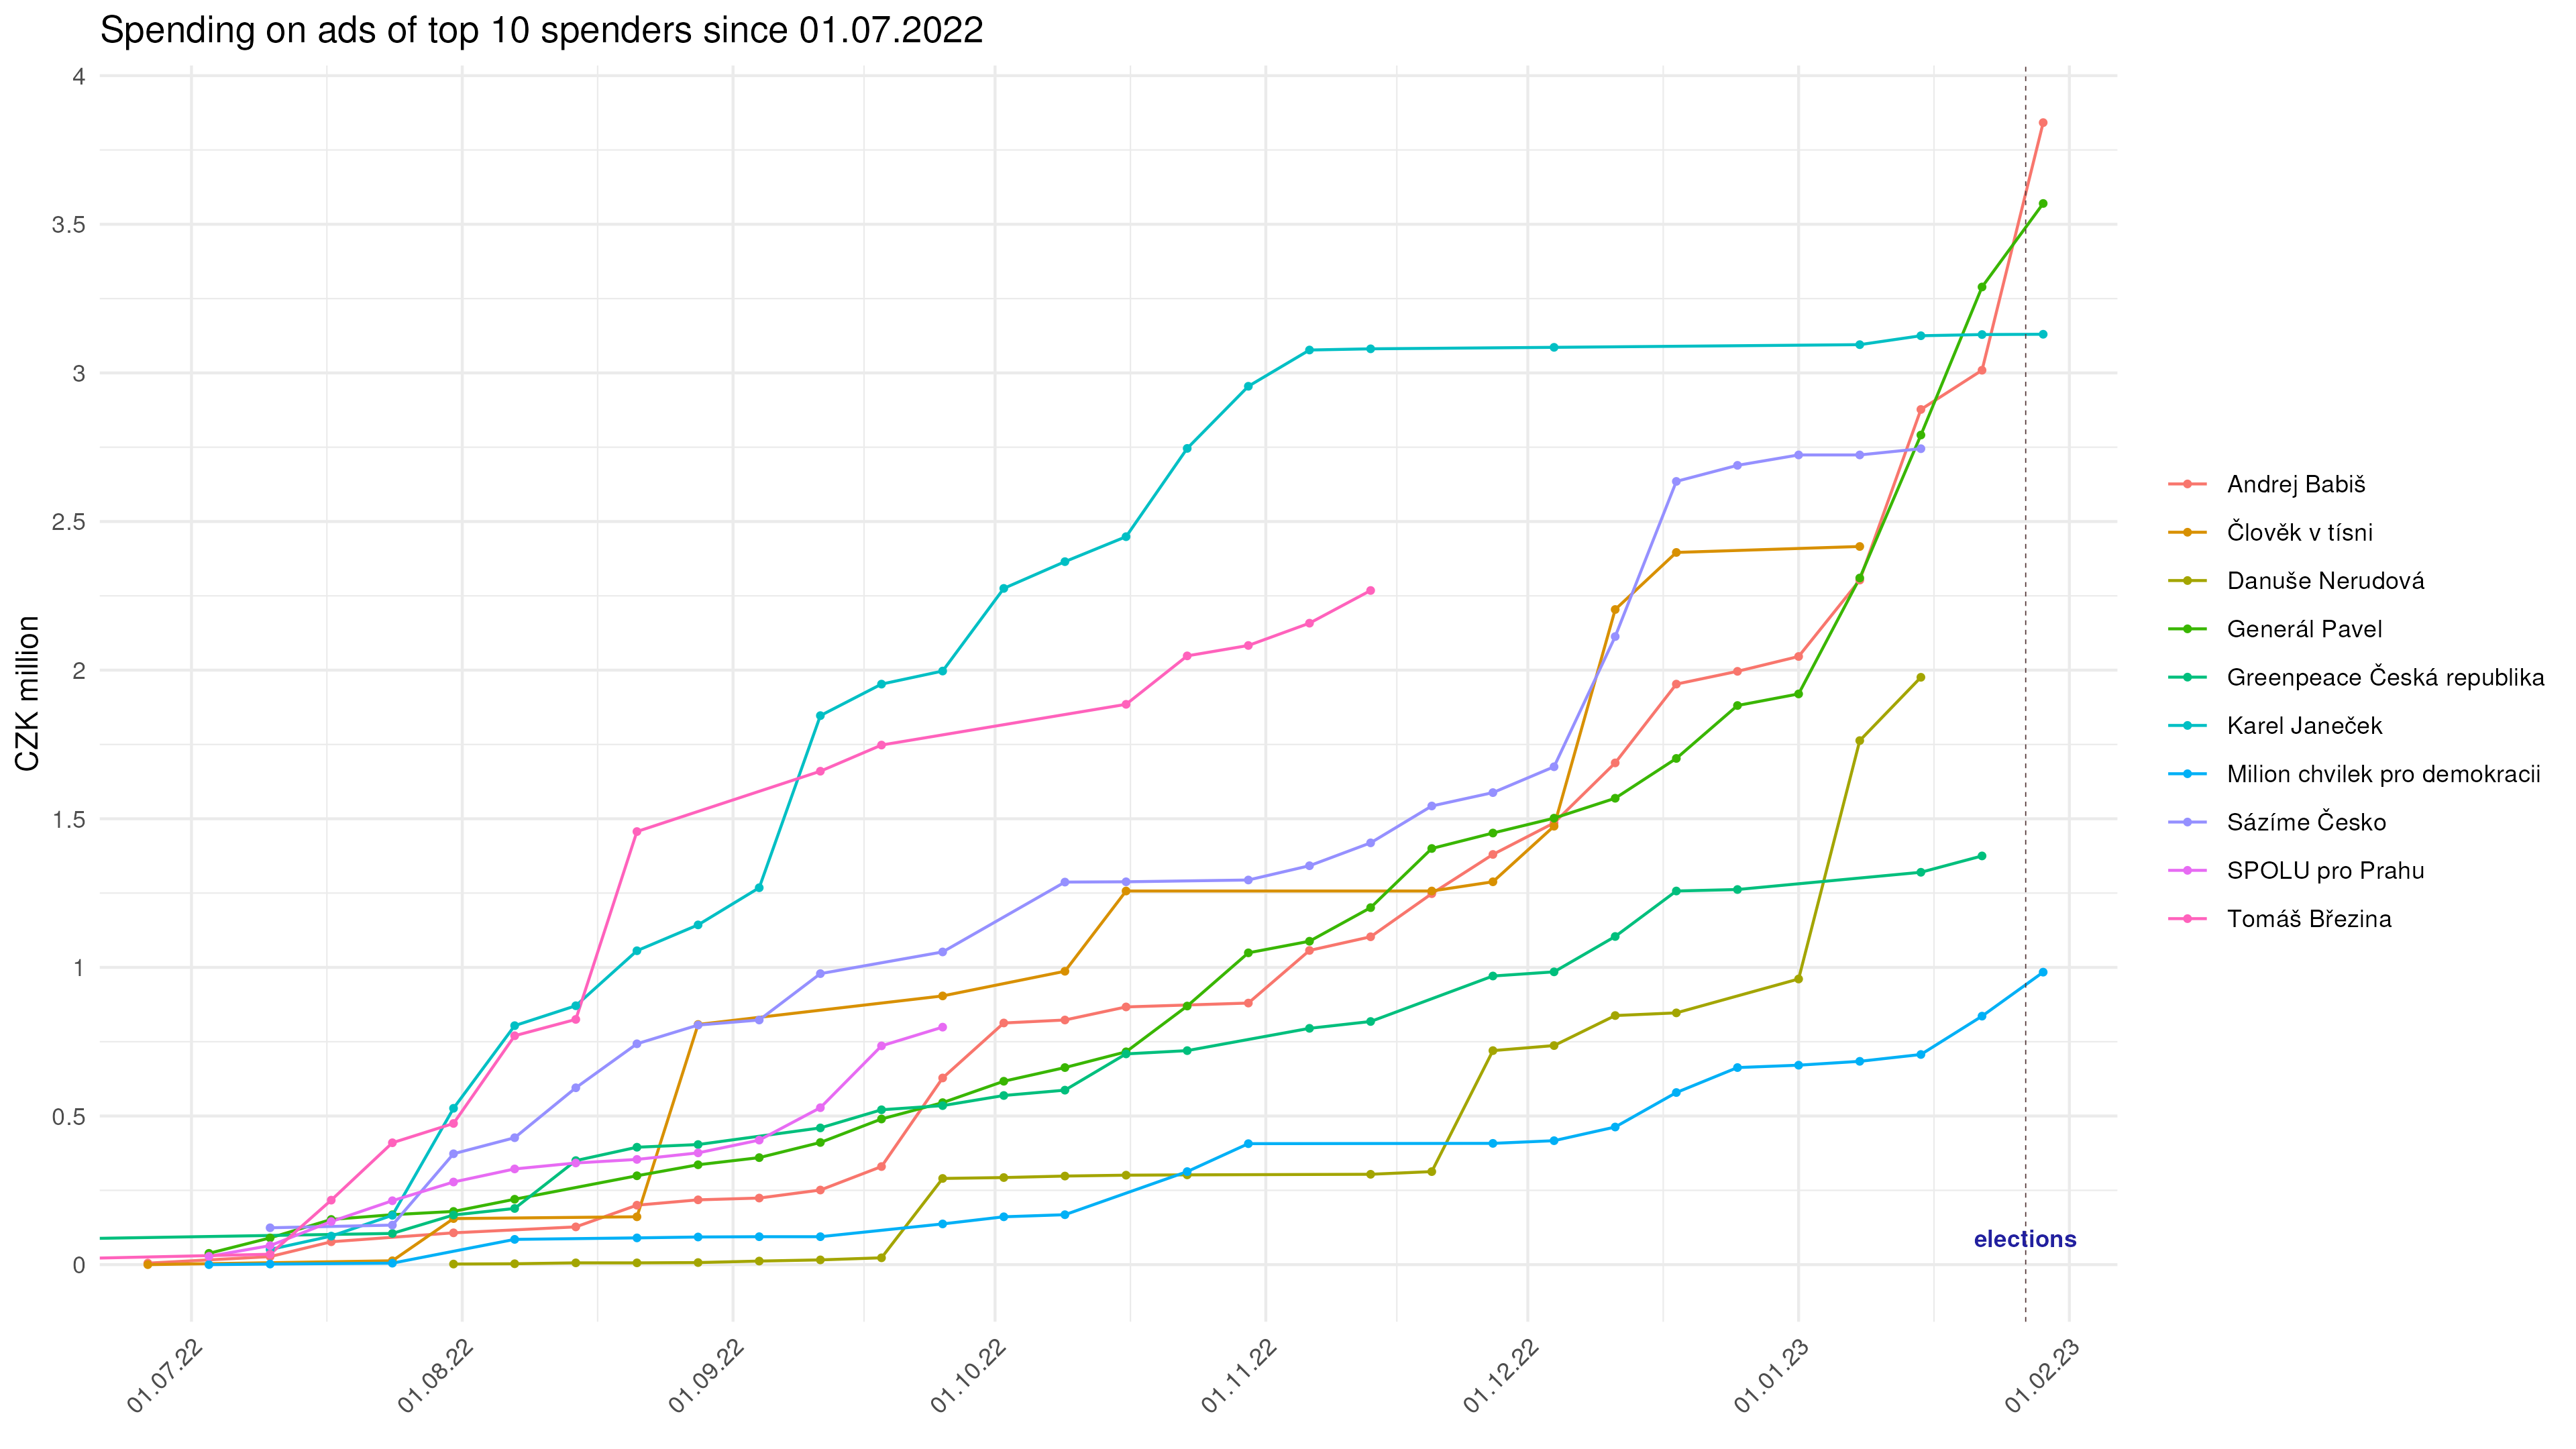 Spending on ads of top 10 spenders since 01.07.2022
CZK million
4
3.5
3
2.5
2
1.5
1
0.5
0
01.07.22
01.08.22
01.09.22
01.10.22
01.11.22
01.12.22
01.01.23
01.02.23
elections
Andrej Babiš
Člověk v tísni
Danuše Nerudová
Generál Pavel
Greenpeace Česká republika
Karel Janeček
Milion chvilek pro demokracii
Sázíme Česko
SPOLU pro Prahu
Tomáš Březina